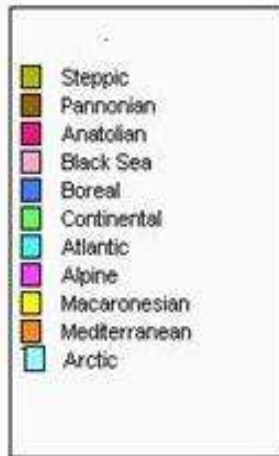 Steppic
Pannonian
Anatolian
Black Sea
Boreal
Continental
Atlantic
Alpine
Macaronesian
Mediterranean
Arctic